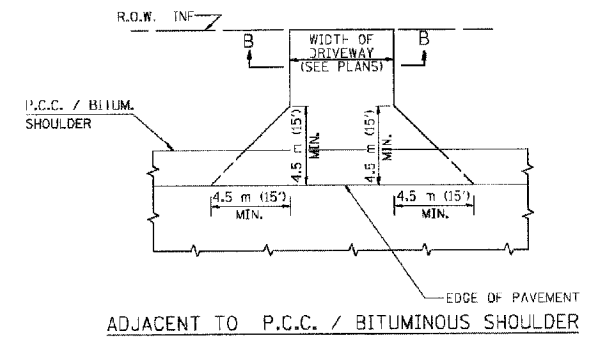 R.O.W. INF
B
B
WIDTH OF
DRIVEWAY
(SEE PLANS)
P.C.C. / BITUM.
SHOULDER
4.5 m (15')
MIN.
4.5 m (15')
MIN.
4.5 m (15')
MIN.
4.5 m (15')
MIN.
EDGE OF PAVEMENT
ADJACENT TO P.C.C. / BITUMINOUS SHOULDER